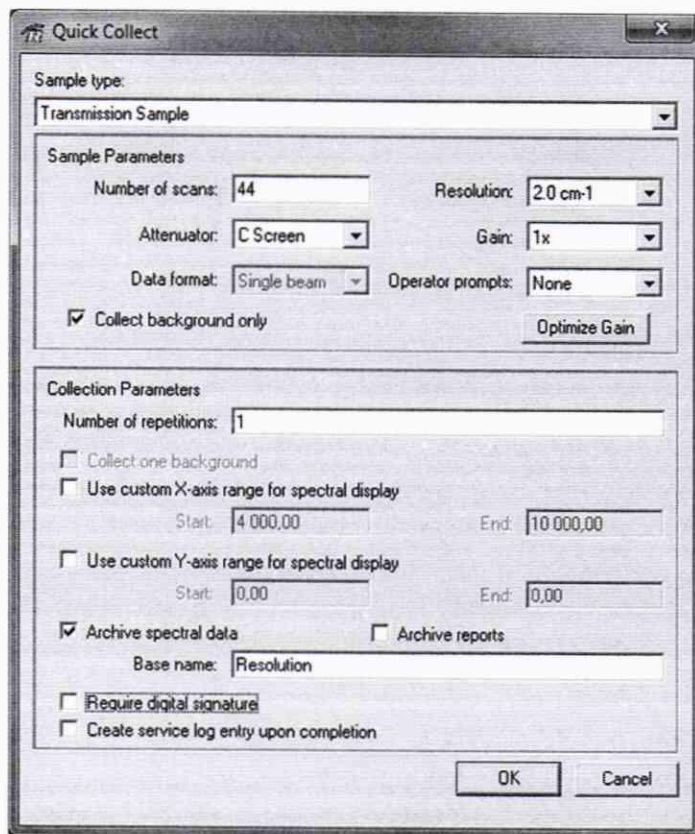 Quick Collect
Sample type:
Transmission Sample
Sample Parameters
Number of scans: 44 Resolution: 2.0 cm-1
Attenuator: C Screen Gain: 1x
Data format: Single beam Operator prompts: None
Collect background only Optimize Gain
Collection Parameters
Number of repetitions: 1
Collect one background
Use custom X-axis range for spectral display
Start: 4 000,00 End: 10 000,00
Use custom Y-axis range for spectral display
Start: 0,00 End: 0,00
Archive spectral data Archive reports
Base name: Resolution
Require digital signature
Create service log entry upon completion
OK Cancel